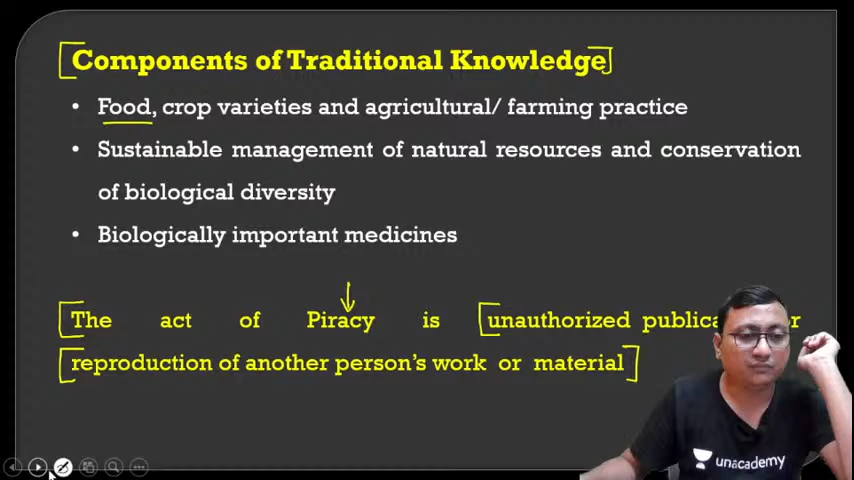 Components of Traditional Knowledge
• Food, crop varieties and agricultural/ farming practice
• Sustainable management of natural resources and conservation
of biological diversity
• Biologically important medicines
The act of Piracy is unauthorized
reproduction of another person's work or material
unacademy